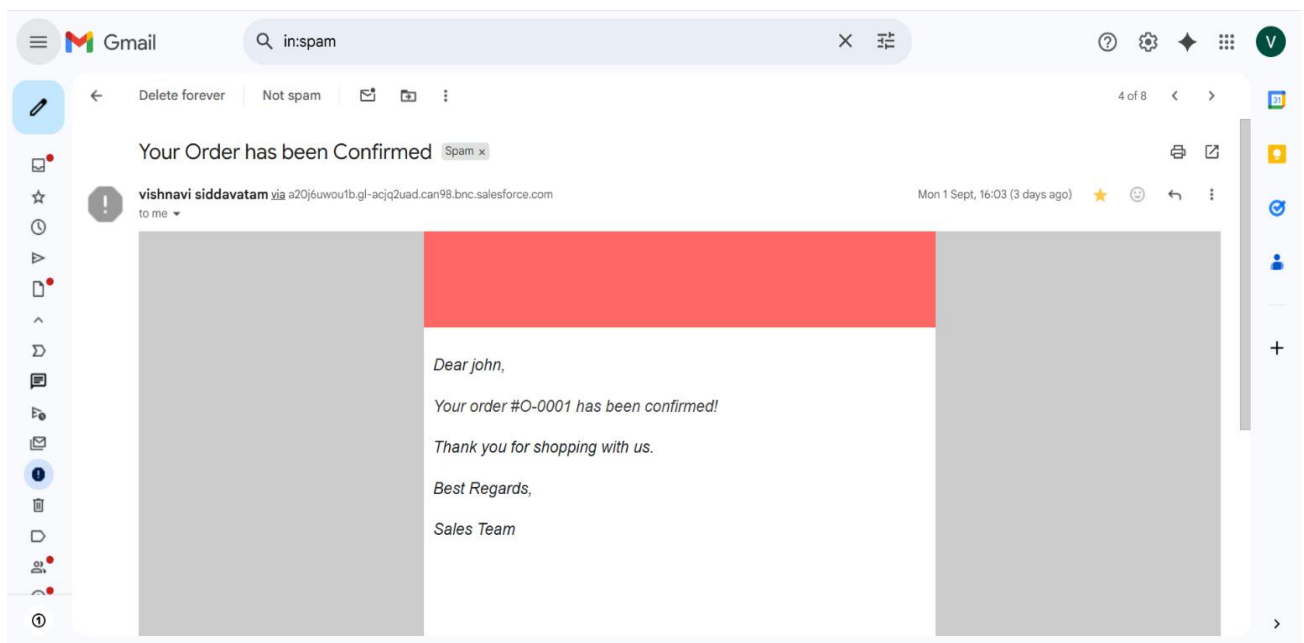 Gmail
in:spam
V
Delete forever Not spam 4 of 8
31
Your Order has been Confirmed Spam x
vishnavi siddavatam via a20j6uwou1b.gl-acjq2uad.can98.bnc.salesforce.com Mon 1 Sept, 16:03 (3 days ago)
to me
Dear john,
Your order #O-0001 has been confirmed!
Thank you for shopping with us.
Best Regards,
Sales Team